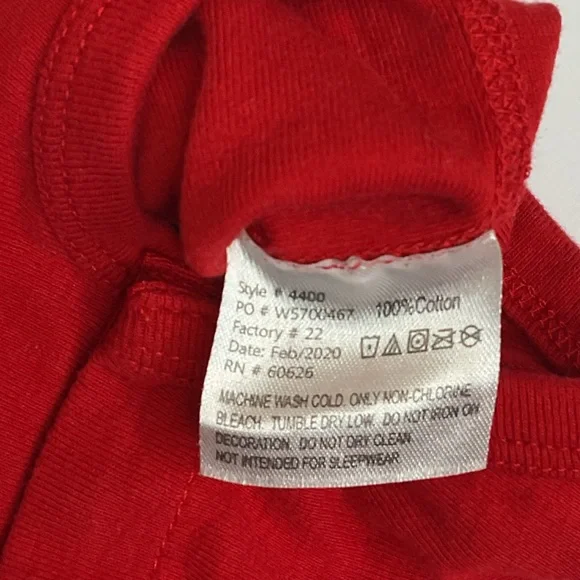 Style # 4400
PO # W5700467 100%Cotton
Factory # 22
Date: Feb/2020
RN # 60626
MACHINE WASH COLD. ONLY NON-CHLORINE
BLEACH. TUMBLE DRY LOW. DO NOT IRON ON
DECORATION. DO NOT DRY CLEAN.
NOT INTENDED FOR SLEEPWEAR